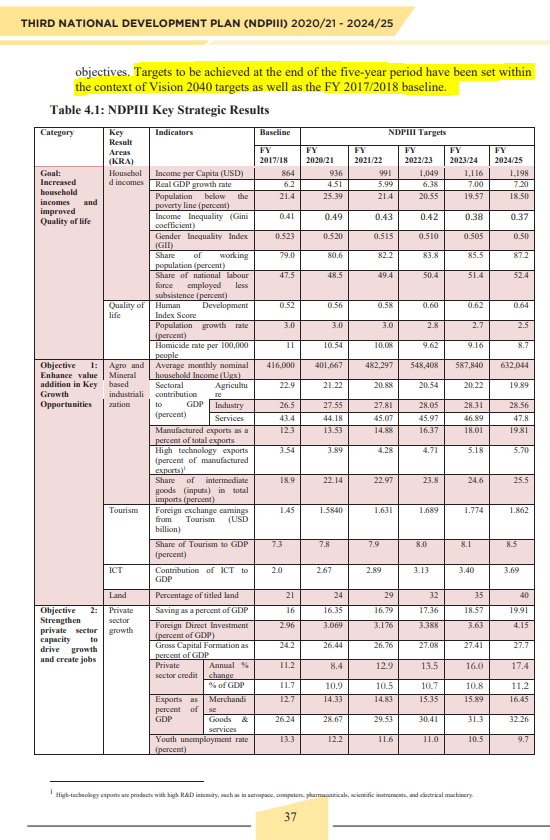 THIRD NATIONAL DEVELOPMENT PLAN (NDPIII) 2020/21 - 2024/25
objectives. Targets to be achieved at the end of the five-year period have been set within
the context of Vision 2040 targets as well as the FY 2017/2018 baseline.
Table 4.1: NDPIII Key Strategic Results
Category Key Result Areas (KRA) Indicators Baseline NDPIII Targets
FY 2017/18 FY 2020/21 FY 2021/22 FY 2022/23 FY 2023/24 FY 2024/25
Goal: Increased household incomes and improved Quality of life
Household incomes
Income per Capita (USD) 864 936 991 1,049 1,116 1,198
Real GDP growth rate 6.2 4.51 5.99 6.38 7.00 7.20
Population below the poverty line (percent) 21.4 25.39 21.4 20.55 19.57 18.50
Income Inequality (Gini coefficient) 0.41 0.49 0.43 0.42 0.38 0.37
Gender Inequality Index (GII) 0.523 0.520 0.515 0.510 0.505 0.50
Share of working population (percent) 79.0 80.6 82.2 83.8 85.5 87.2
Share of national labour force employed less subsistence (percent) 47.5 48.5 49.4 50.4 51.4 52.4
Quality of life
Human Development Index Score 0.52 0.56 0.58 0.60 0.62 0.64
Population growth rate (percent) 3.0 3.0 3.0 2.8 2.7 2.5
Homicide rate per 100,000 people 11 10.54 10.08 9.62 9.16 8.7
Objective 1: Enhance value addition in Key Growth Opportunities
Agro and Mineral based industrialization
Average monthly nominal household Income (Ugx) 416,000 401,667 482,297 548,408 587,840 632,044
Sectoral contribution to GDP (percent)
Agriculture 22.9 21.22 20.88 20.54 20.22 19.89
Industry 26.5 27.55 27.81 28.05 28.31 28.56
Services 43.4 44.18 45.07 45.97 46.89 47.8
Manufactured exports as a percent of total exports 12.3 13.53 14.88 16.37 18.01 19.81
High technology exports (percent of manufactured exports)1 3.54 3.89 4.28 4.71 5.18 5.70
Share of intermediate goods (inputs) in total imports (percent) 18.9 22.14 22.97 23.8 24.6 25.5
Tourism
Foreign exchange earnings from Tourism (USD billion) 1.45 1.5840 1.631 1.689 1.774 1.862
Share of Tourism to GDP (percent) 7.3 7.8 7.9 8.0 8.1 8.5
ICT
Contribution of ICT to GDP 2.0 2.67 2.89 3.13 3.40 3.69
Land
Percentage of titled land 21 24 29 32 35 40
Objective 2: Strengthen private sector capacity to drive growth and create jobs
Private sector growth
Saving as a percent of GDP 16 16.35 16.79 17.36 18.57 19.91
Foreign Direct Investment (percent of GDP) 2.96 3.069 3.176 3.388 3.63 4.15
Gross Capital Formation as percent of GDP 24.2 26.44 26.76 27.08 27.41 27.7
Private sector credit
Annual % change 11.2 8.4 12.9 13.5 16.0 17.4
% of GDP 11.7 10.9 10.5 10.7 10.8 11.2
Exports as percent of GDP
Merchandise 12.7 14.33 14.83 15.35 15.89 16.45
Goods & services 26.24 28.67 29.53 30.41 31.3 32.26
Youth unemployment rate (percent) 13.3 12.2 11.6 11.0 10.5 9.7
1 High-technology exports are products with high R&D intensity, such as in aerospace, computers, pharmaceuticals, scientific instruments, and electrical machinery.
37